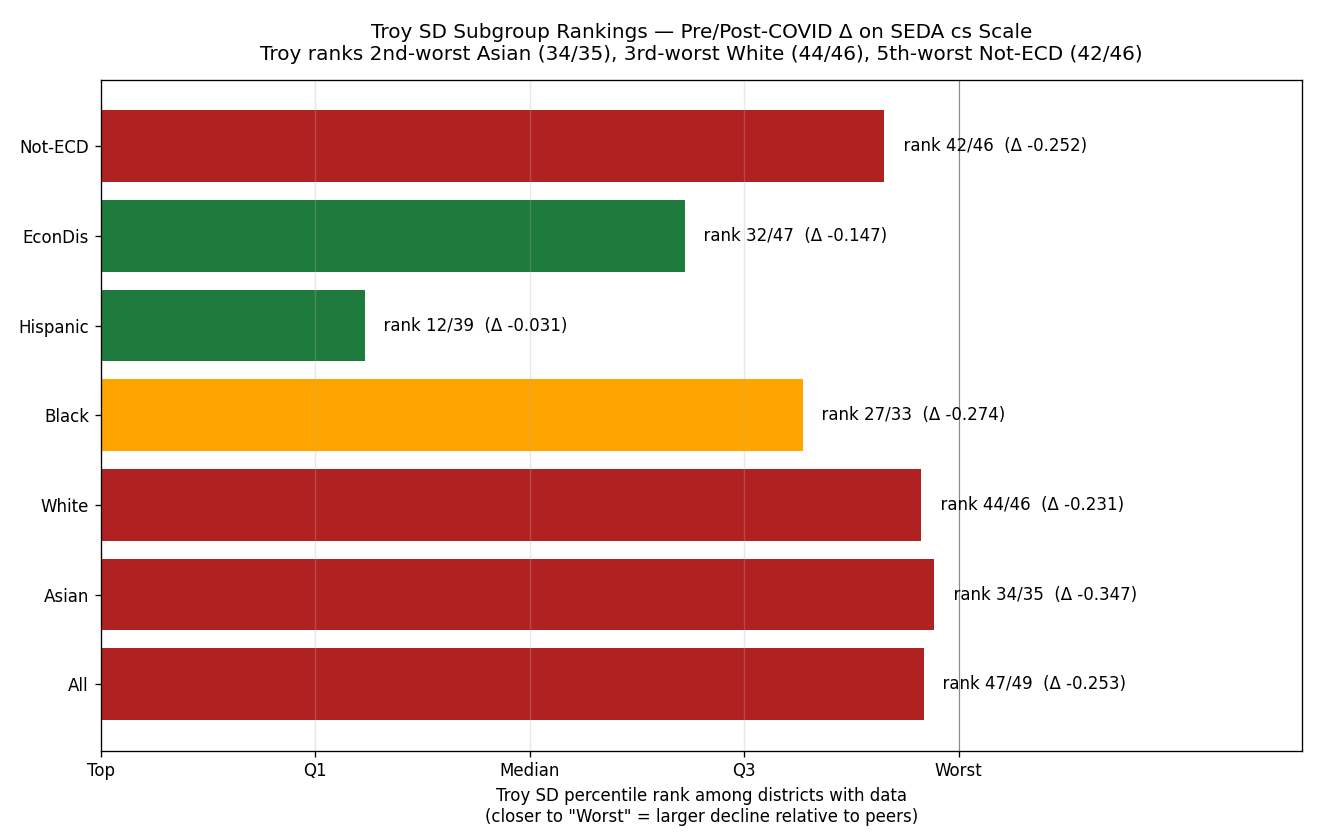 Troy SD Subgroup Rankings — Pre/Post-COVID Δ on SEDA cs Scale
Troy ranks 2nd-worst Asian (34/35), 3rd-worst White (44/46), 5th-worst Not-ECD (42/46)
Not-ECD rank 42/46 (Δ -0.252)
EconDis rank 32/47 (Δ -0.147)
Hispanic rank 12/39 (Δ -0.031)
Black rank 27/33 (Δ -0.274)
White rank 44/46 (Δ -0.231)
Asian rank 34/35 (Δ -0.347)
All rank 47/49 (Δ -0.253)
Top Q1 Median Q3 Worst
Troy SD percentile rank among districts with data
(closer to "Worst" = larger decline relative to peers)